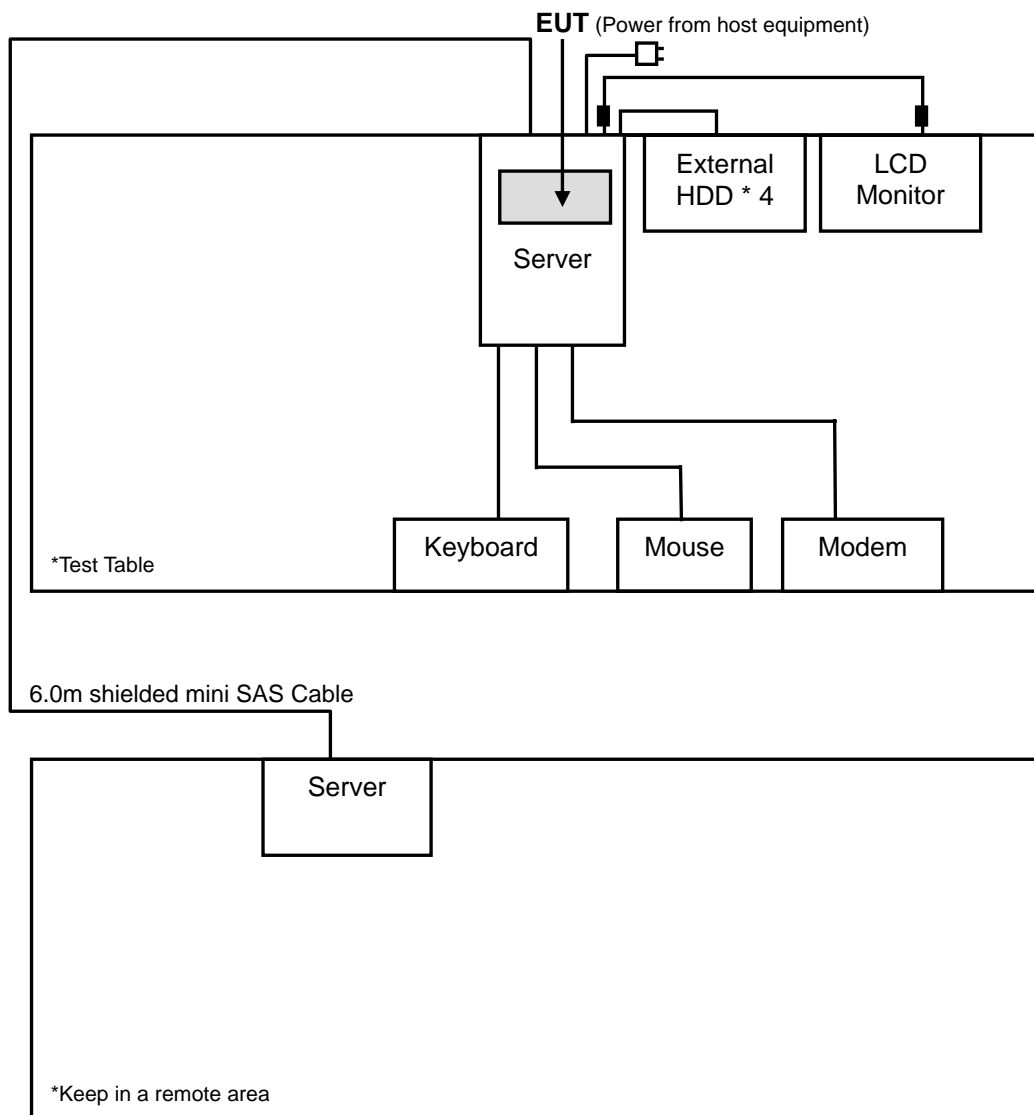 EUT (Power from host equipment)
External
HDD * 4
LCD
Monitor
Server
Keyboard
Mouse
Modem
*Test Table
6.0m shielded mini SAS Cable
Server
*Keep in a remote area